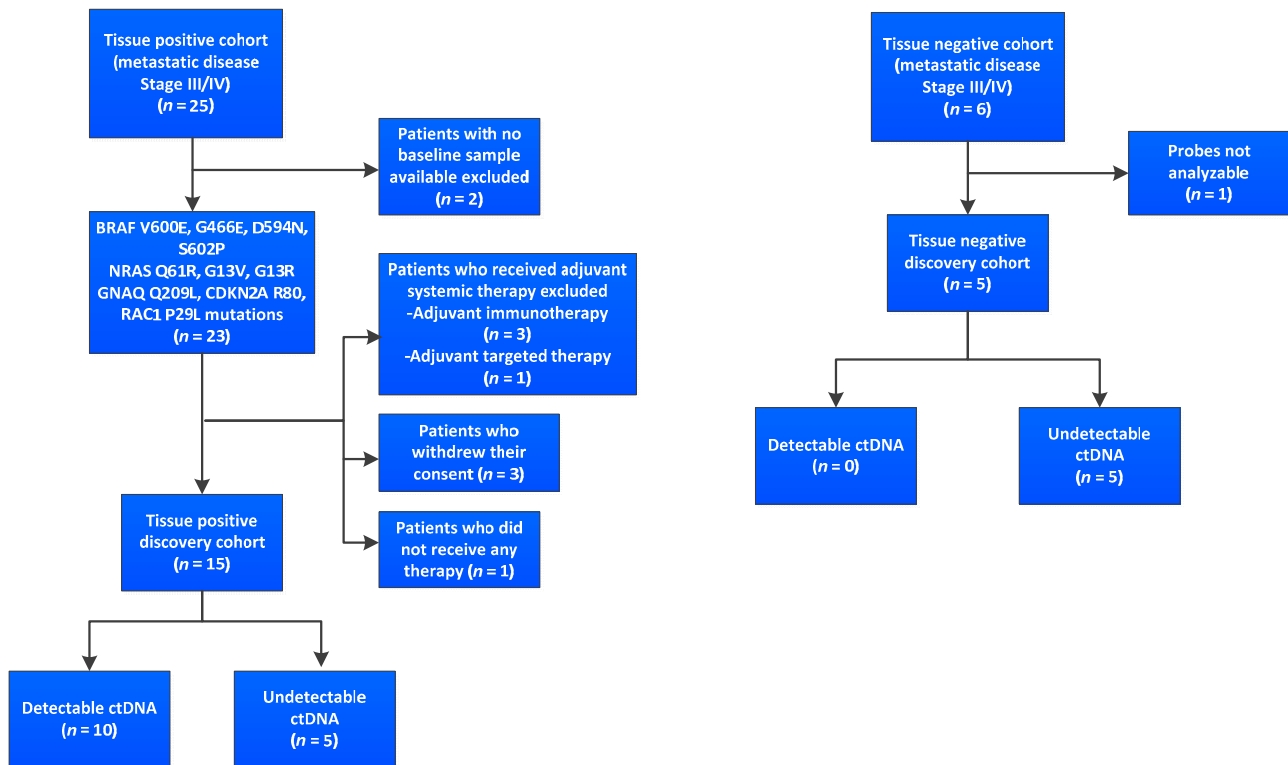 Tissue positive cohort
(metastatic disease
Stage III/IV)
(n = 25)
Patients with no
baseline sample
available excluded
(n = 2)
BRAF V600E, G466E, D594N,
S602P
NRAS Q61R, G13V, G13R
GNAQ Q209L, CDKN2A R80,
RAC1 P29L mutations
(n = 23)
Patients who received adjuvant
systemic therapy excluded
-Adjuvant immunotherapy
(n = 3)
-Adjuvant targeted therapy
(n = 1)
Patients who
withdrew their
consent (n = 3)
Patients who did
not receive any
therapy (n = 1)
Tissue positive
discovery cohort
(n = 15)
Detectable ctDNA
(n = 10)
Undetectable
ctDNA
(n = 5)
Tissue negative cohort
(metastatic disease
Stage III/IV)
(n = 6)
Probes not
analyzable
(n = 1)
Tissue negative
discovery cohort
(n = 5)
Detectable ctDNA
(n = 0)
Undetectable
ctDNA
(n = 5)